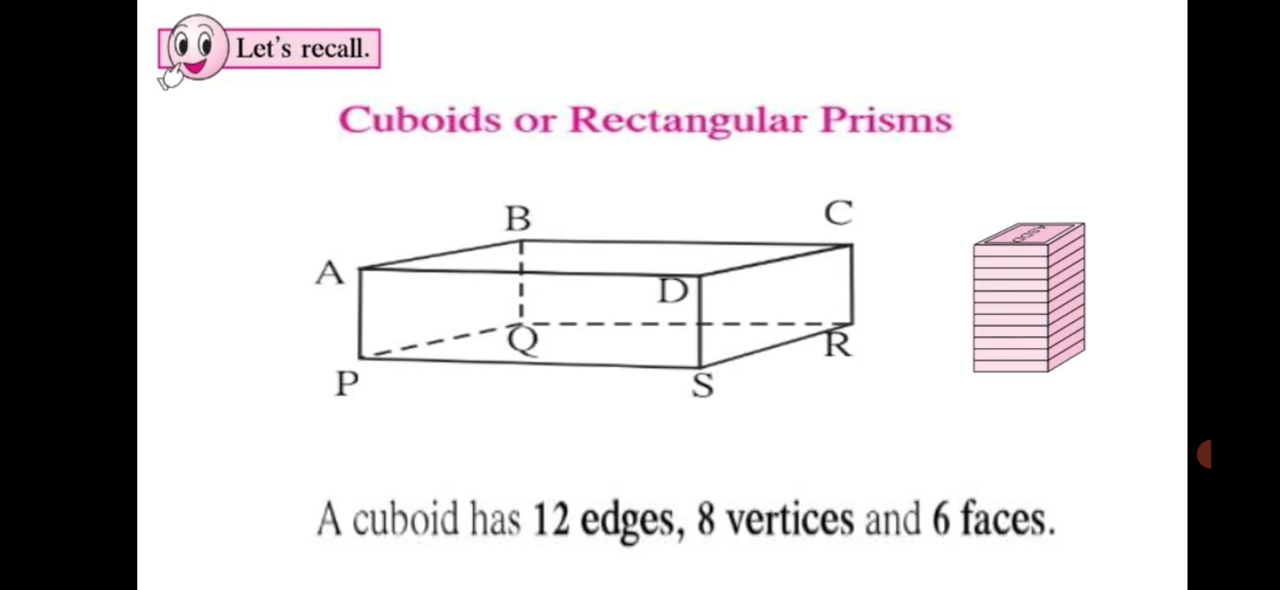 Let's recall.
Cuboids or Rectangular Prisms
B
C
A
D
Q
R
P
S
A cuboid has 12 edges, 8 vertices and 6 faces.